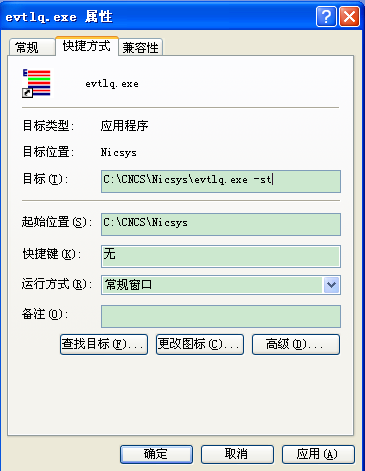 evtlq.exe 属性
常规 快捷方式 兼容性
evtlq.exe
目标类型: 应用程序
目标位置: Nicsys
目标(T): C:\CNCS\Nicsys\evtlq.exe -st
起始位置(S): C:\CNCS\Nicsys
快捷键(K): 无
运行方式(R): 常规窗口
备注(O):
查找目标(F)... 更改图标(C)... 高级(D)...
确定 取消 应用(A)